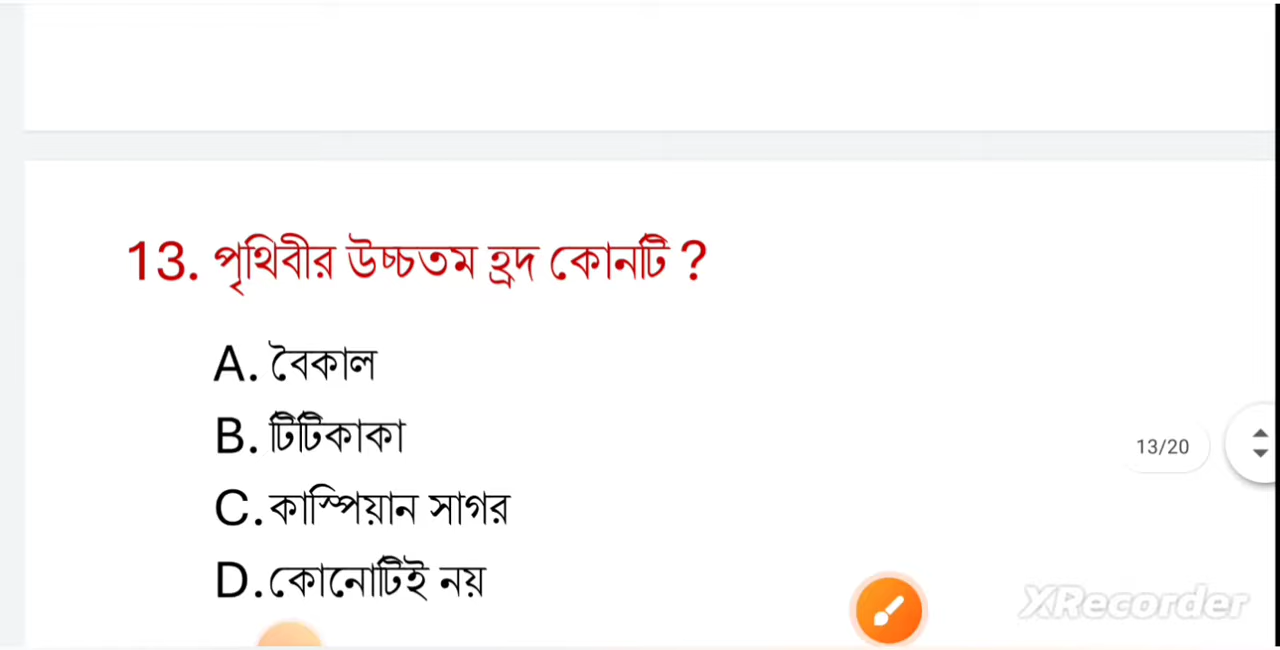 13. পৃথিবীর উচ্চতম হ্রদ কোনটি ?
A. বৈকাল
B. টিটিকাকা
C. কাস্পিয়ান সাগর
13/20
D. কোনোটিই নয়
XRecorder